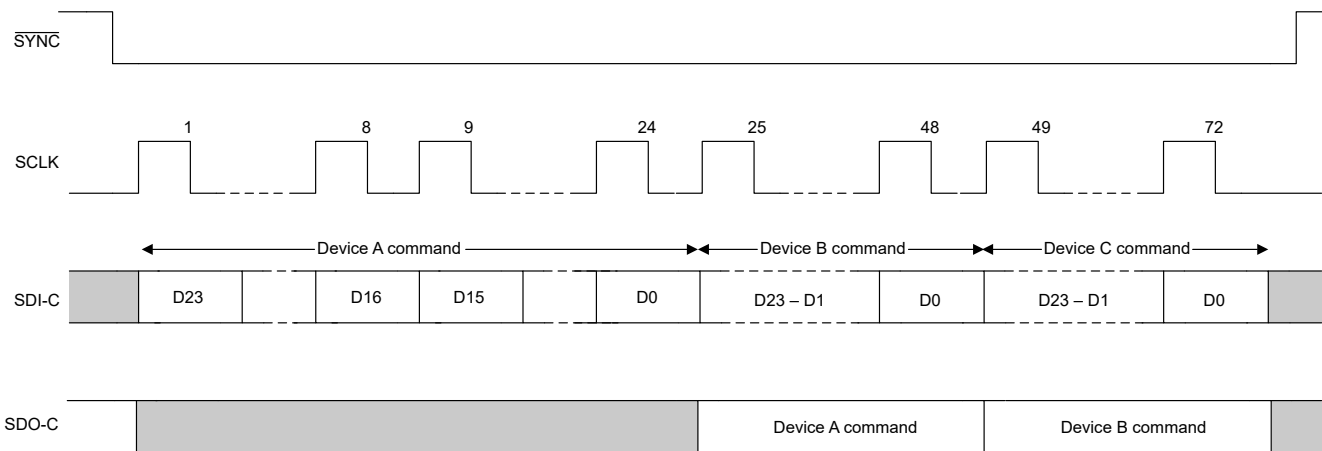 SYNC
1 8 9 24 25 48 49 72
SCLK
Device A command Device B command Device C command
SDI-C D23 D16 D15 D0 D23 – D1 D0 D23 – D1 D0
SDO-C Device A command Device B command